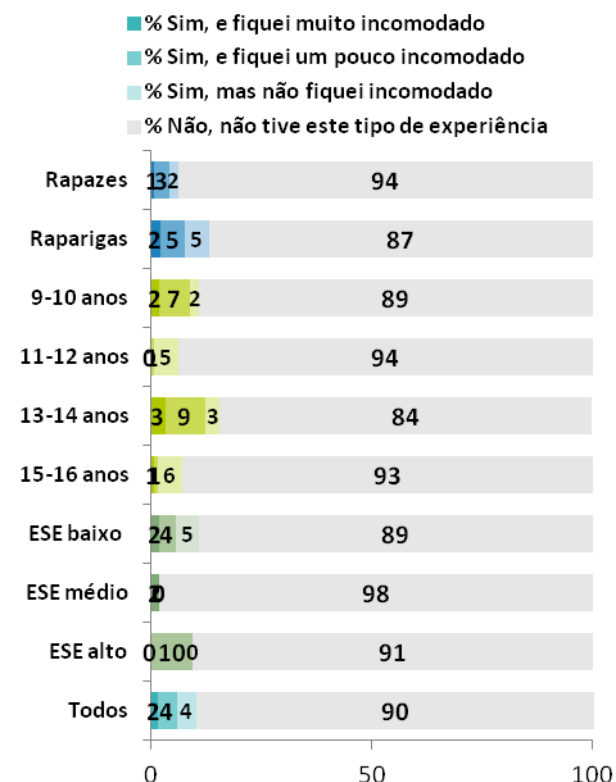 % Sim, e fiquei muito incomodado
% Sim, e fiquei um pouco incomodado
% Sim, mas não fiquei incomodado
% Não, não tive este tipo de experiência
Rapazes 1 3 2 94
Raparigas 2 5 5 87
9-10 anos 2 7 2 89
11-12 anos 0 1 5 94
13-14 anos 3 9 3 84
15-16 anos 1 1 6 93
ESE baixo 2 4 5 89
ESE médio 2 0 98
ESE alto 0 10 0 91
Todos 2 4 4 90
0 50 100